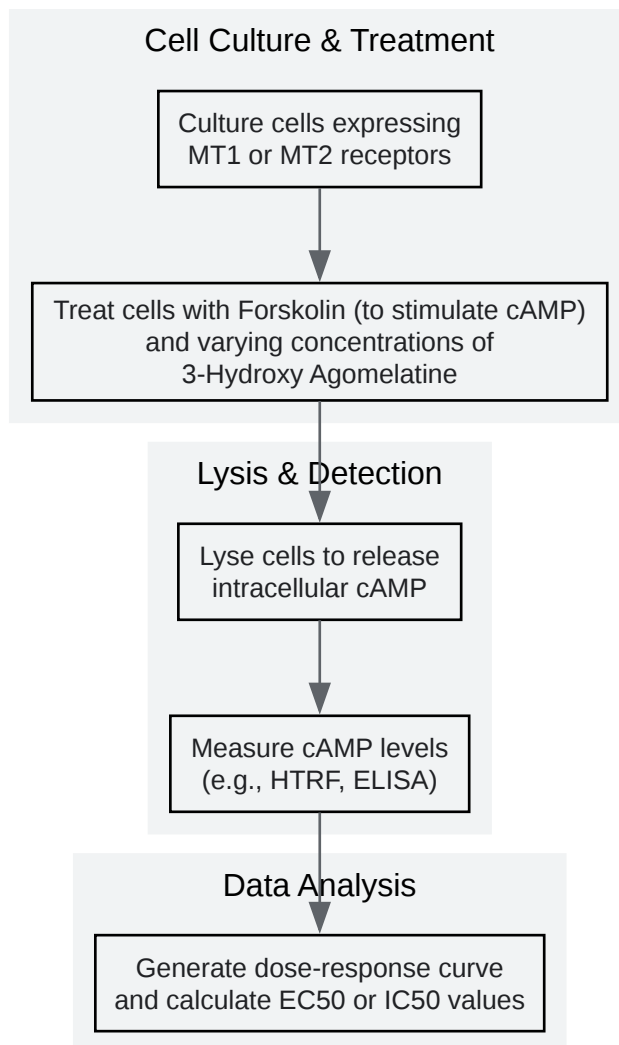 Cell Culture & Treatment
Culture cells expressing
MT1 or MT2 receptors
Treat cells with Forskolin (to stimulate cAMP)
and varying concentrations of
3-Hydroxy Agomelatine
Lysis & Detection
Lyse cells to release
intracellular cAMP
Measure cAMP levels
(e.g., HTRF, ELISA)
Data Analysis
Generate dose-response curve
and calculate EC50 or IC50 values